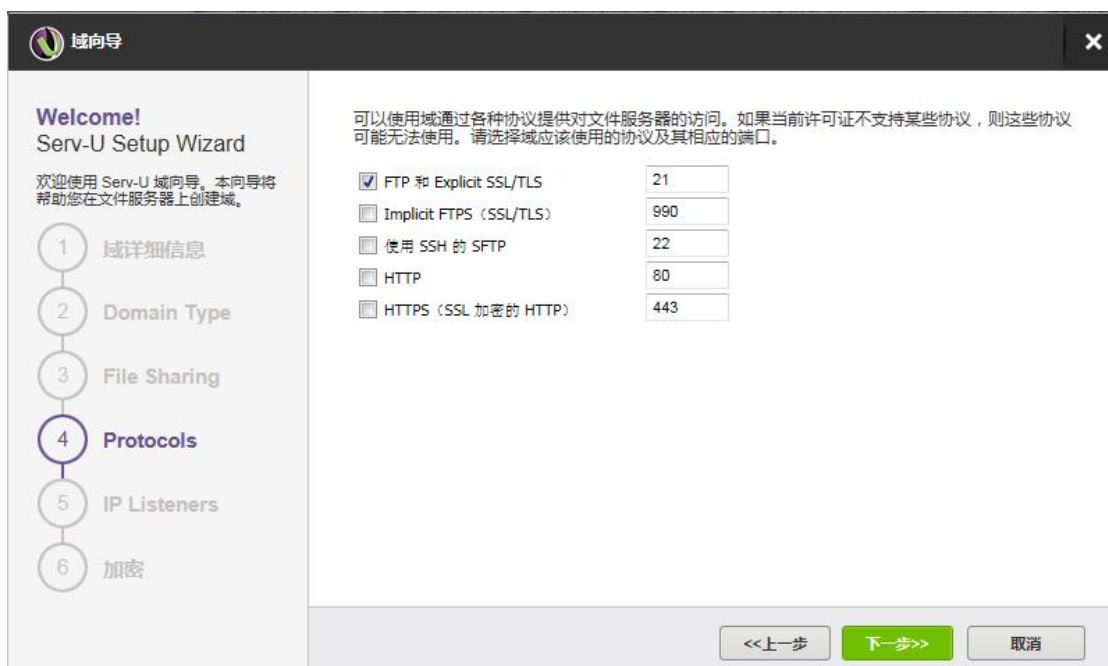 域向导
Welcome!
Serv-U Setup Wizard
欢迎使用 Serv-U 域向导。本向导将
帮助您在文件服务器上创建域。
1 域详细信息
2 Domain Type
3 File Sharing
4 Protocols
5 IP Listeners
6 加密
可以使用域通过各种协议提供对文件服务器的访问。如果当前许可证不支持某些协议，则这些协议
可能无法使用。请选择域应该使用的协议及其相应的端口。
FTP 和 Explicit SSL/TLS 21
Implicit FTPS（SSL/TLS） 990
使用 SSH 的 SFTP 22
HTTP 80
HTTPS（SSL 加密的 HTTP） 443
<<上一步 下一步>> 取消